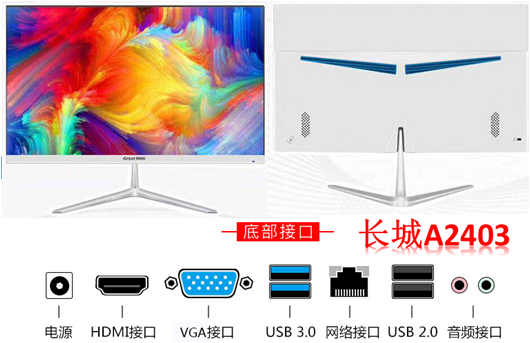 Great Wall
底部接口
长城A2403
电源
HDMI接口
VGA接口
USB 3.0
网络接口
USB 2.0
音频接口